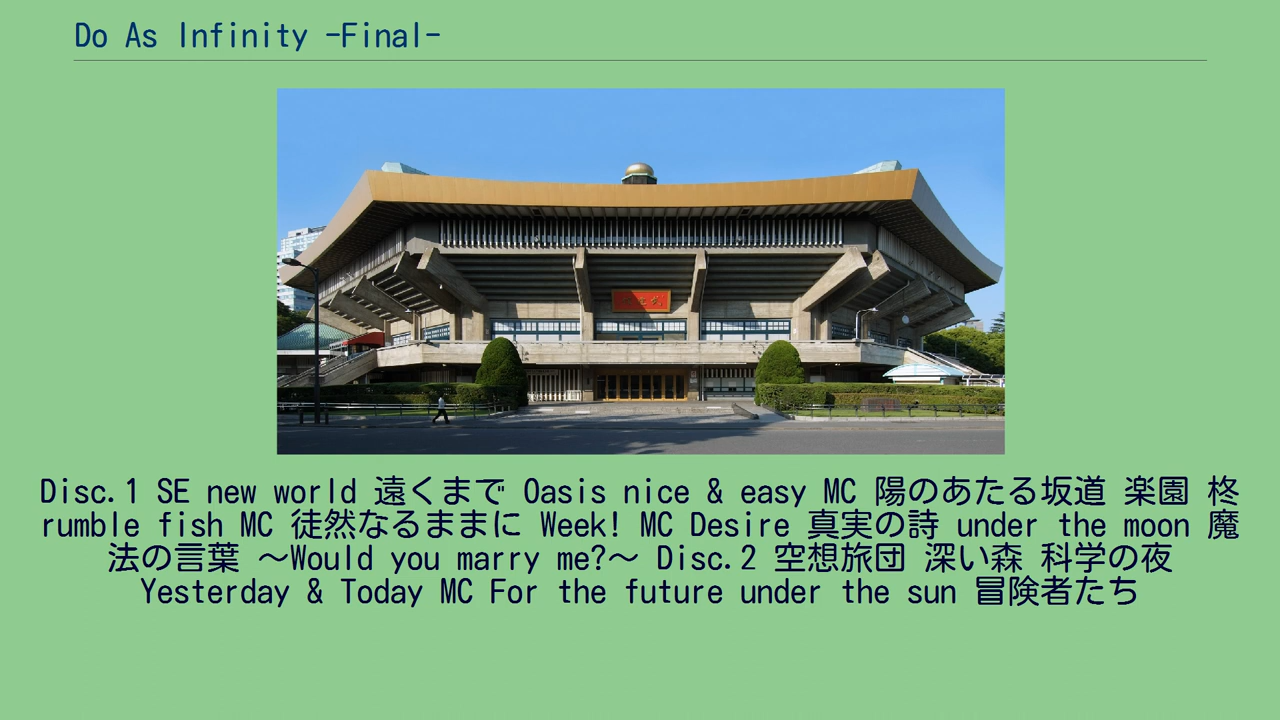 Do As Infinity -Final-
Disc.1 SE new world 遠くまで Oasis nice & easy MC 陽のあたる坂道 楽園 柊
rumble fish MC 徒然なるままに Week! MC Desire 真実の詩 under the moon 魔
法の言葉 〜Would you marry me?〜 Disc.2 空想旅団 深い森 科学の夜
Yesterday & Today MC For the future under the sun 冒険者たち